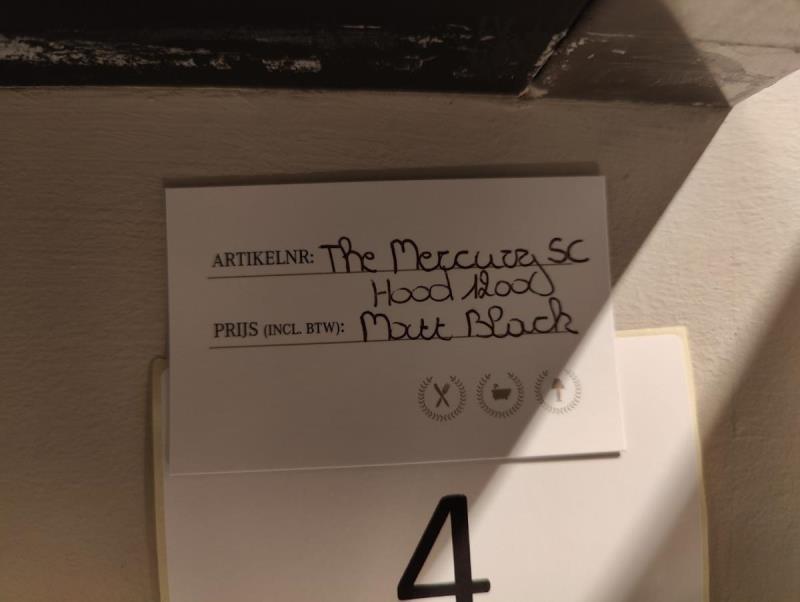 ARTIKELNR: The Mercury SC
Hood 1200
PRIJS (INCL. BTW): Matt Black
4